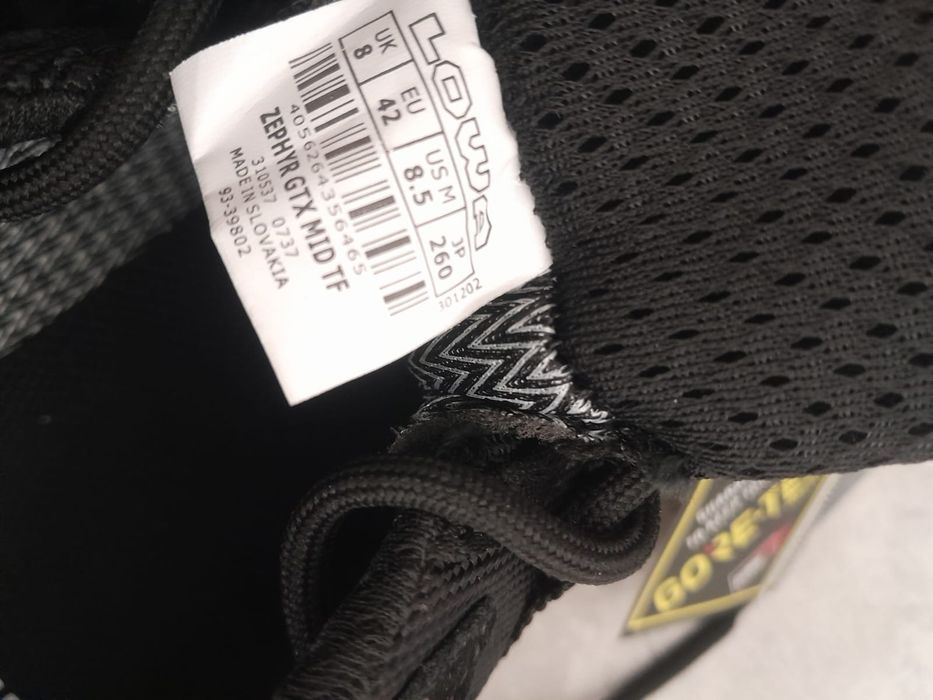 LOWA
UK EU US M JP
8 42 8.5 260
301202
4056264356465
ZEPHYR GTX MID TF
310537 0737
MADE IN SLOVAKIA
93-39802
GORE-TE